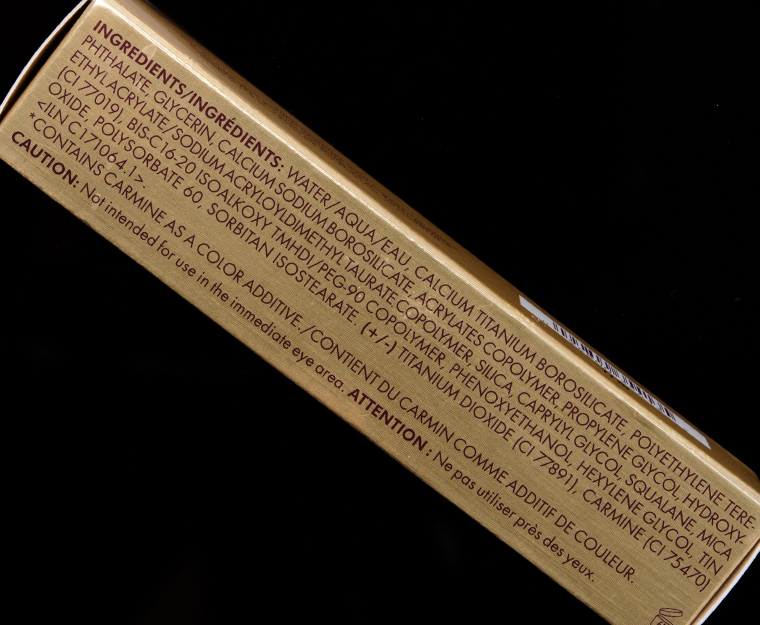 INGREDIENTS/INGRÉDIENTS: WATER/AQUA/EAU, CALCIUM TITANIUM BOROSILICATE, POLYETHYLENE TERE-
PHTHALATE, GLYCERIN, CALCIUM SODIUM BOROSILICATE, ACRYLATES COPOLYMER, PROPYLENE GLYCOL, HYDROXY-
ETHYLACRYLATE/SODIUM ACRYLOYLDIMETHYL TAURATE COPOLYMER, SILICA, CAPRYLYL GLYCOL, SQUALANE, MICA
(CI 77019), BIS-C16-20 ISOALKOXY TMHDI/PEG-90 COPOLYMER, PHENOXYETHANOL, HEXYLENE GLYCOL, TIN
OXIDE, POLYSORBATE 60, SORBITAN ISOSTEARATE. (+/-) TITANIUM DIOXIDE (CI 77891), CARMINE (CI 75470)
<ILN C171064.1>.
*CONTAINS CARMINE AS A COLOR ADDITIVE./CONTIENT DU CARMIN COMME ADDITIF DE COULEUR.
CAUTION: Not intended for use in the immediate eye area. ATTENTION : Ne pas utiliser près des yeux.